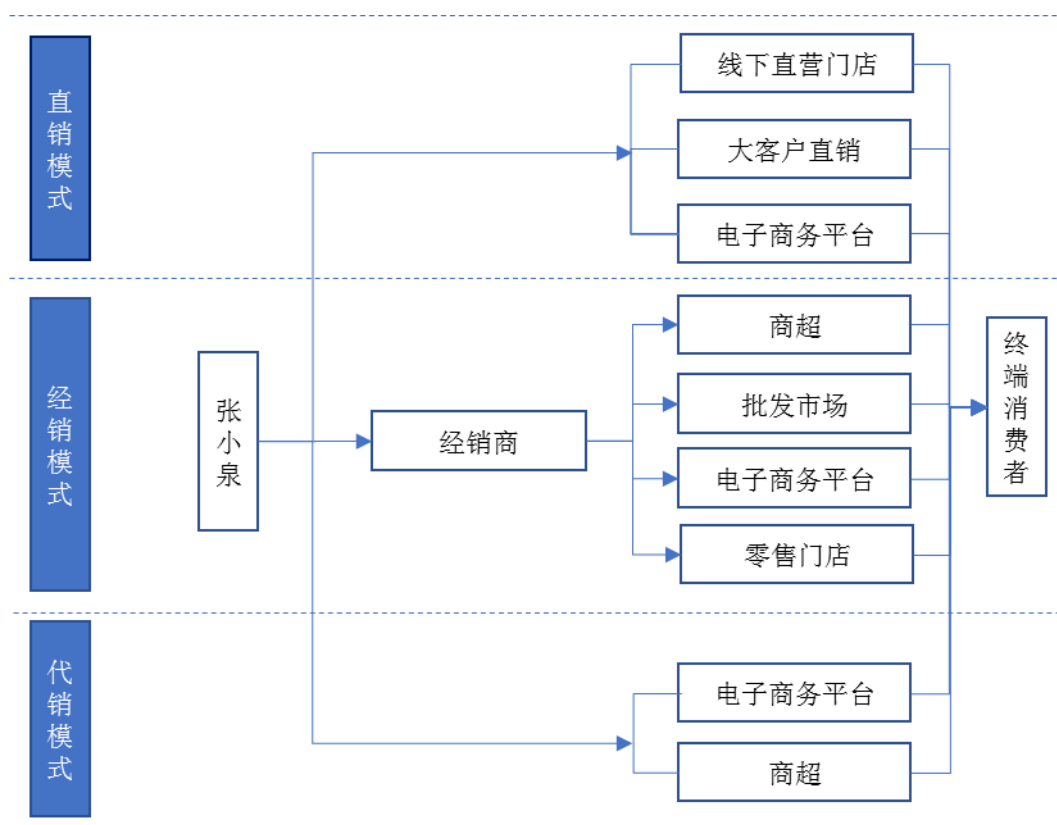 直销模式
线下直营门店
大客户直销
电子商务平台
经销模式
张小泉
经销商
商超
批发市场
电子商务平台
零售门店
终端消费者
代销模式
电子商务平台
商超